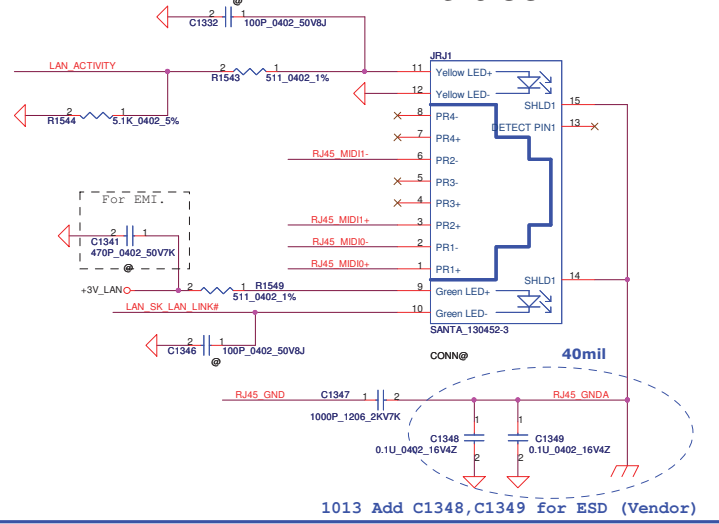 @
2 1
C1332 100P_0402_50V8J
JRJ1
LAN_ACTIVITY
2 1
R1543 511_0402_1%
11 Yellow LED+
12 Yellow LED-
SHLD1 15
2 1
R1544 5.1K_0402_5%
8 PR4-
DETECT PIN1 13
7 PR4+
RJ45_MIDI1- 6 PR2-
5 PR3-
4 PR3+
For EMI.
RJ45_MIDI1+ 3 PR2+
2 1
C1341
470P_0402_50V7K
@
RJ45_MIDI0- 2 PR1-
RJ45_MIDI0+ 1 PR1+
SHLD1 14
+3V_LAN 2 1 R1549
511_0402_1%
9 Green LED+
LAN_SK_LAN_LINK# 10 Green LED-
SANTA_130452-3
2 1
C1346 100P_0402_50V8J
@
CONN@
40mil
RJ45_GND C1347
1 2
1000P_1206_2KV7K
RJ45_GNDA
1
C1348
0.1U_0402_16V4Z
2
1
C1349
0.1U_0402_16V4Z
2
1013 Add C1348,C1349 for ESD (Vendor)